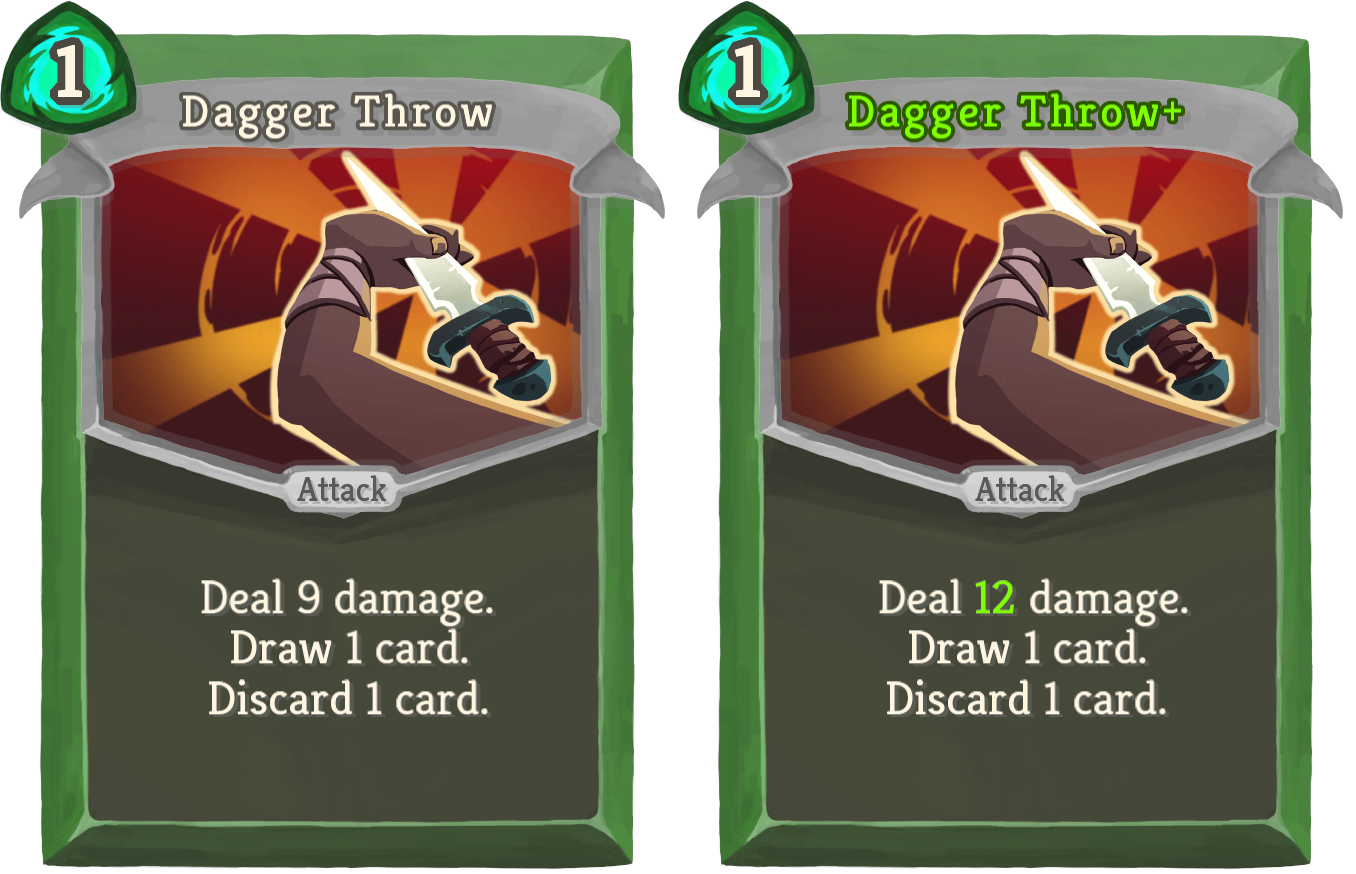 1
Dagger Throw
Attack
Deal 9 damage.
Draw 1 card.
Discard 1 card.
1
Dagger Throw+
Attack
Deal 12 damage.
Draw 1 card.
Discard 1 card.